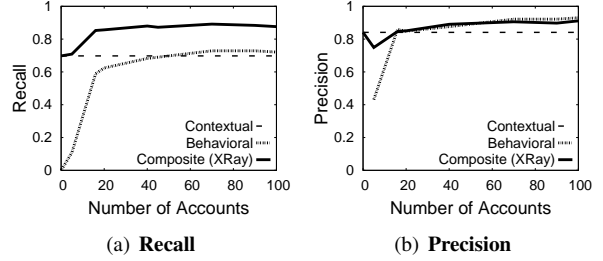 1
0.8
0.6
0.4
0.2
0
Recall
Contextual
Behavioral
Composite (XRay)
0 20 40 60 80 100
Number of Accounts
(a) Recall
1
0.8
0.6
0.4
0.2
0
Precision
Contextual
Behavioral
Composite (XRay)
0 20 40 60 80 100
Number of Accounts
(b) Precision